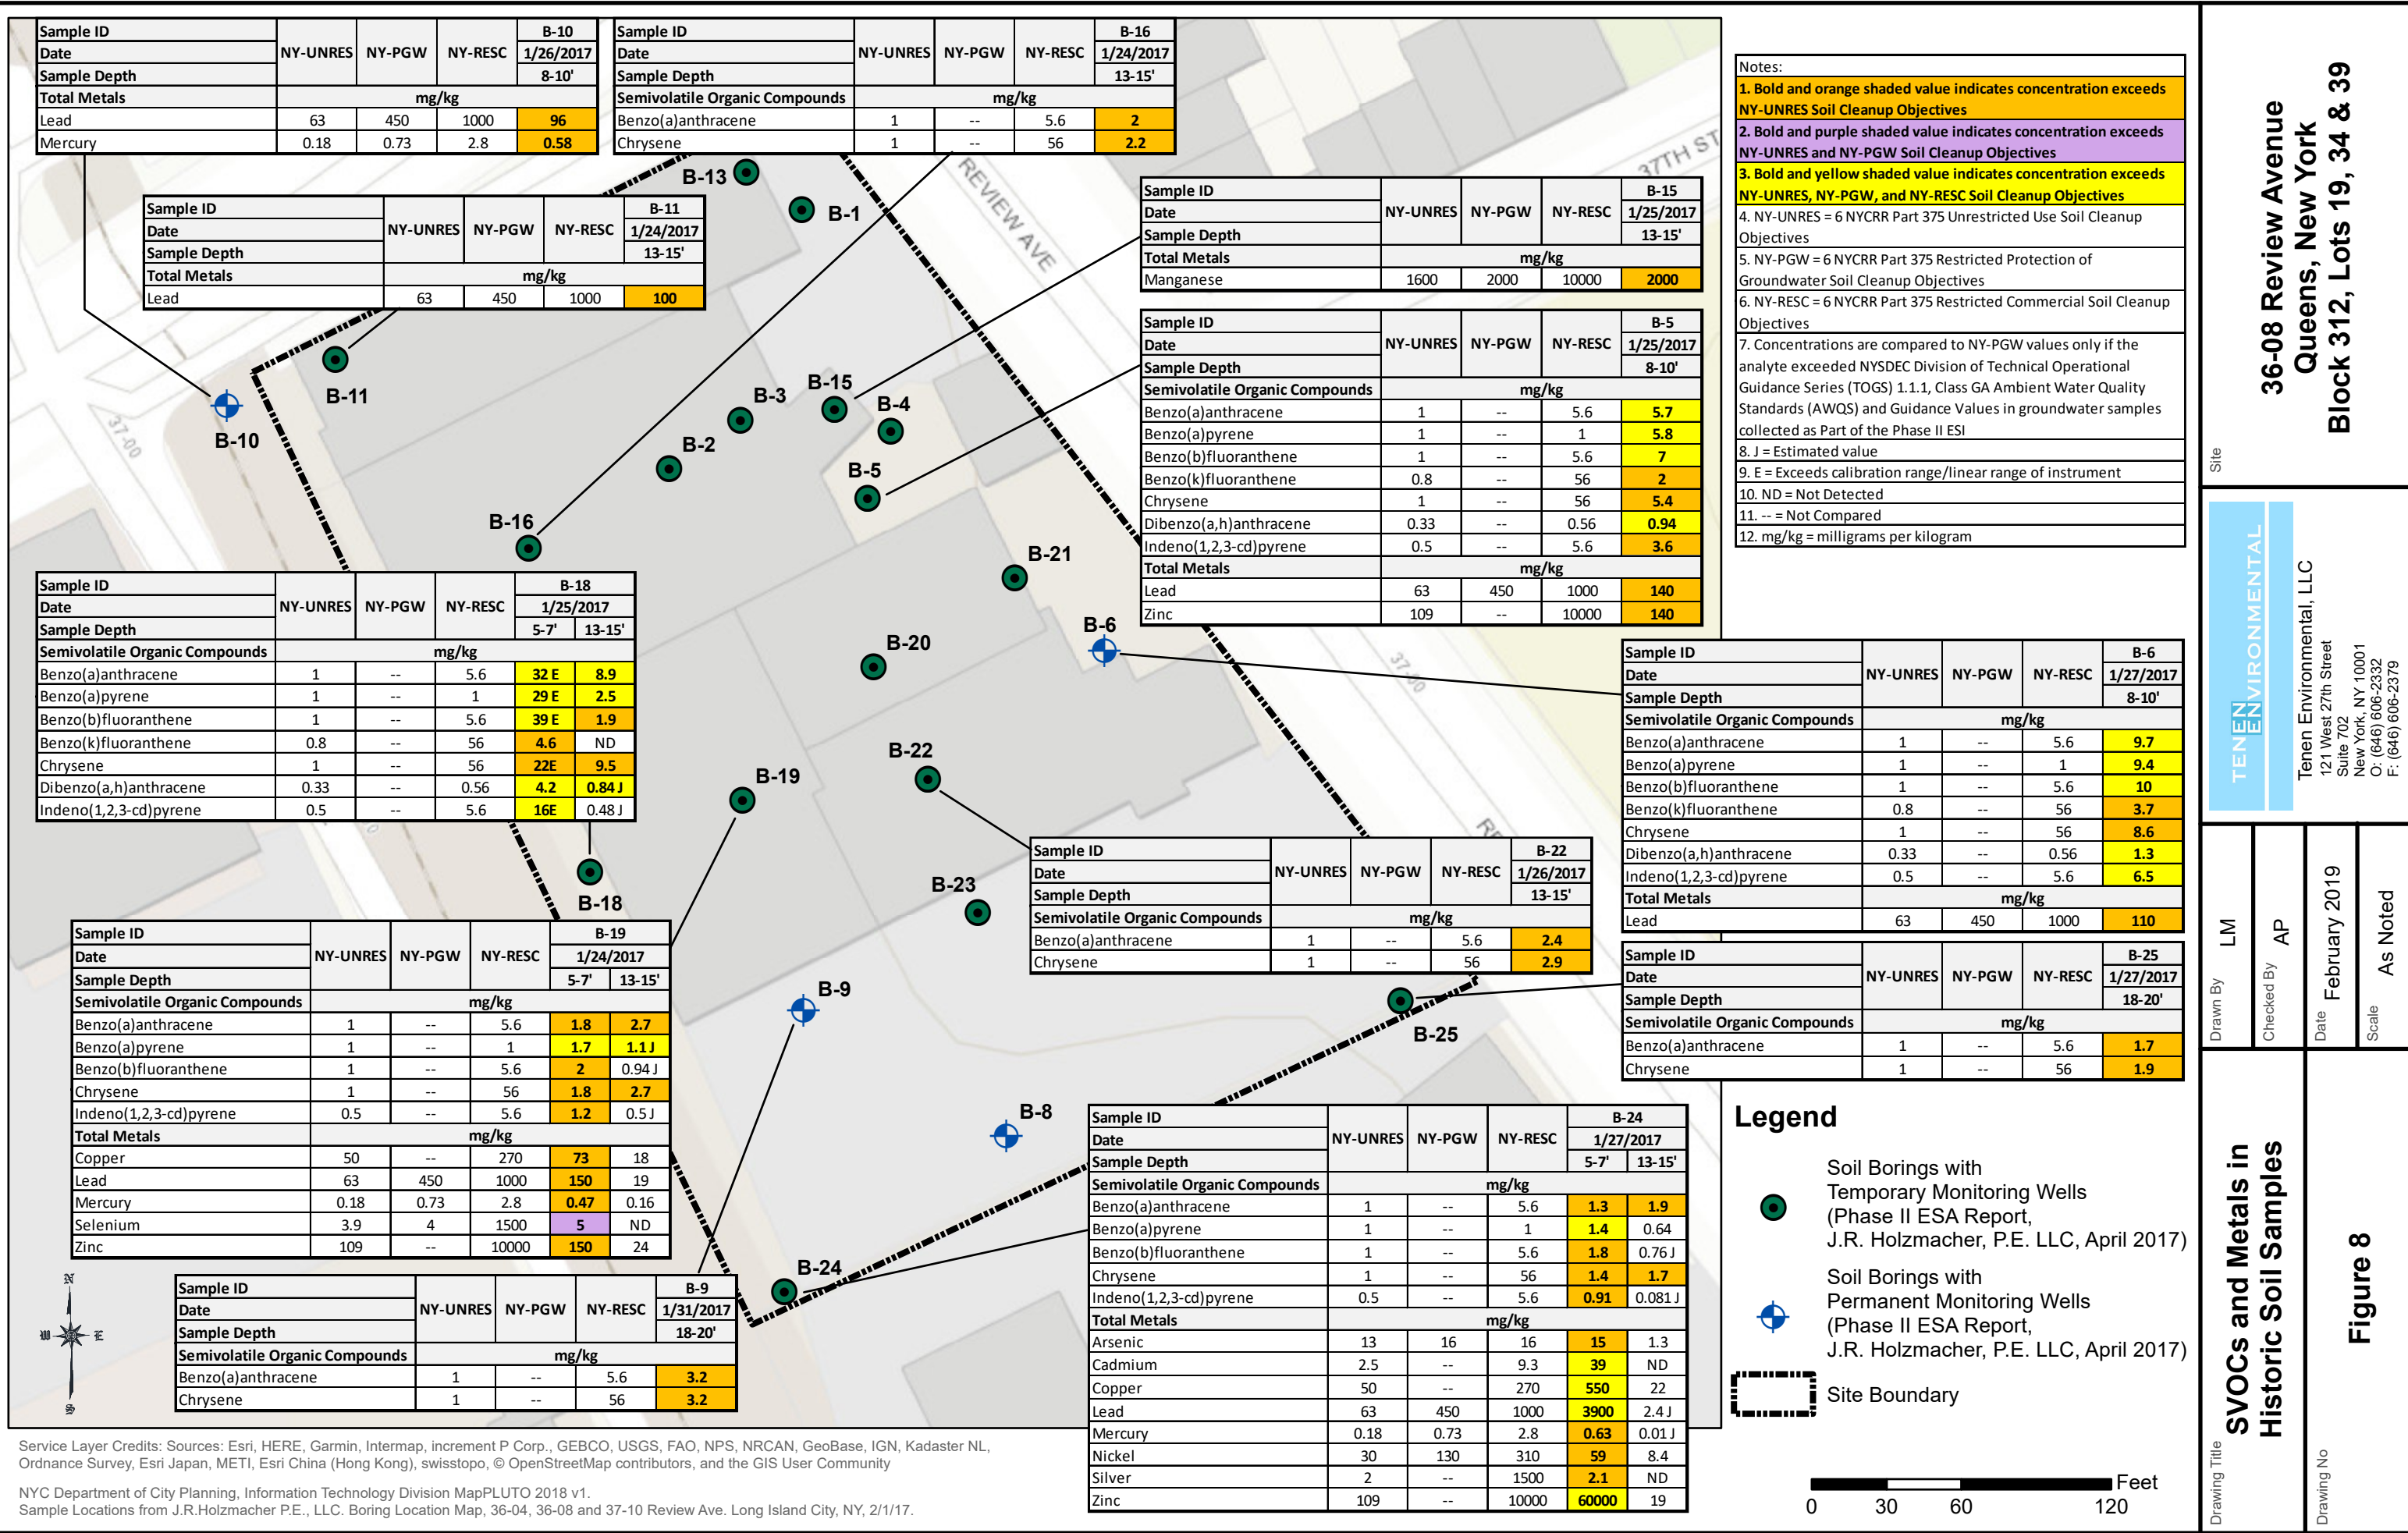 Sample ID NY-UNRES NY-PGW NY-RESC B-10
Date 1/26/2017
Sample Depth 8-10'
Total Metals mg/kg
Lead 63 450 1000 96
Mercury 0.18 0.73 2.8 0.58
Sample ID NY-UNRES NY-PGW NY-RESC B-16
Date 1/24/2017
Sample Depth 13-15'
Semivolatile Organic Compounds mg/kg
Benzo(a)anthracene 1 -- 5.6 2
Chrysene 1 -- 56 2.2
Sample ID NY-UNRES NY-PGW NY-RESC B-11
Date 1/24/2017
Sample Depth 13-15'
Total Metals mg/kg
Lead 63 450 1000 100
Sample ID NY-UNRES NY-PGW NY-RESC B-15
Date 1/25/2017
Sample Depth 13-15'
Total Metals mg/kg
Manganese 1600 2000 10000 2000
Sample ID NY-UNRES NY-PGW NY-RESC B-5
Date 1/25/2017
Sample Depth 8-10'
Semivolatile Organic Compounds mg/kg
Benzo(a)anthracene 1 -- 5.6 5.7
Benzo(a)pyrene 1 -- 1 5.8
Benzo(b)fluoranthene 1 -- 5.6 7
Benzo(k)fluoranthene 0.8 -- 56 2
Chrysene 1 -- 56 5.4
Dibenzo(a,h)anthracene 0.33 -- 0.56 0.94
Indeno(1,2,3-cd)pyrene 0.5 -- 5.6 3.6
Total Metals mg/kg
Lead 63 450 1000 140
Zinc 109 -- 10000 140
Sample ID NY-UNRES NY-PGW NY-RESC B-18
Date 1/25/2017
Sample Depth 5-7' 13-15'
Semivolatile Organic Compounds mg/kg
Benzo(a)anthracene 1 -- 5.6 32 E 8.9
Benzo(a)pyrene 1 -- 1 29 E 2.5
Benzo(b)fluoranthene 1 -- 5.6 39 E 1.9
Benzo(k)fluoranthene 0.8 -- 56 4.6 ND
Chrysene 1 -- 56 22E 9.5
Dibenzo(a,h)anthracene 0.33 -- 0.56 4.2 0.84 J
Indeno(1,2,3-cd)pyrene 0.5 -- 5.6 16E 0.48 J
Sample ID NY-UNRES NY-PGW NY-RESC B-6
Date 1/27/2017
Sample Depth 8-10'
Semivolatile Organic Compounds mg/kg
Benzo(a)anthracene 1 -- 5.6 9.7
Benzo(a)pyrene 1 -- 1 9.4
Benzo(b)fluoranthene 1 -- 5.6 10
Benzo(k)fluoranthene 0.8 -- 56 3.7
Chrysene 1 -- 56 8.6
Dibenzo(a,h)anthracene 0.33 -- 0.56 1.3
Indeno(1,2,3-cd)pyrene 0.5 -- 5.6 6.5
Total Metals mg/kg
Lead 63 450 1000 110
Sample ID NY-UNRES NY-PGW NY-RESC B-22
Date 1/26/2017
Sample Depth 13-15'
Semivolatile Organic Compounds mg/kg
Benzo(a)anthracene 1 -- 5.6 2.4
Chrysene 1 -- 56 2.9
Sample ID NY-UNRES NY-PGW NY-RESC B-19
Date 1/24/2017
Sample Depth 5-7' 13-15'
Semivolatile Organic Compounds mg/kg
Benzo(a)anthracene 1 -- 5.6 1.8 2.7
Benzo(a)pyrene 1 -- 1 1.7 1.1 J
Benzo(b)fluoranthene 1 -- 5.6 2 0.94 J
Chrysene 1 -- 56 1.8 2.7
Indeno(1,2,3-cd)pyrene 0.5 -- 5.6 1.2 0.5 J
Total Metals mg/kg
Copper 50 -- 270 73 18
Lead 63 450 1000 150 19
Mercury 0.18 0.73 2.8 0.47 0.16
Selenium 3.9 4 1500 5 ND
Zinc 109 -- 10000 150 24
Sample ID NY-UNRES NY-PGW NY-RESC B-25
Date 1/27/2017
Sample Depth 18-20'
Semivolatile Organic Compounds mg/kg
Benzo(a)anthracene 1 -- 5.6 1.7
Chrysene 1 -- 56 1.9
Sample ID NY-UNRES NY-PGW NY-RESC B-24
Date 1/27/2017
Sample Depth 5-7' 13-15'
Semivolatile Organic Compounds mg/kg
Benzo(a)anthracene 1 -- 5.6 1.3 1.9
Benzo(a)pyrene 1 -- 1 1.4 0.64
Benzo(b)fluoranthene 1 -- 5.6 1.8 0.76 J
Chrysene 1 -- 56 1.4 1.7
Indeno(1,2,3-cd)pyrene 0.5 -- 5.6 0.91 0.081 J
Total Metals mg/kg
Arsenic 13 16 16 15 1.3
Cadmium 2.5 -- 9.3 39 ND
Copper 50 -- 270 550 22
Lead 63 450 1000 3900 2.4 J
Mercury 0.18 0.73 2.8 0.63 0.01 J
Nickel 30 130 310 59 8.4
Silver 2 -- 1500 2.1 ND
Zinc 109 -- 10000 60000 19
Sample ID NY-UNRES NY-PGW NY-RESC B-9
Date 1/31/2017
Sample Depth 18-20'
Semivolatile Organic Compounds mg/kg
Benzo(a)anthracene 1 -- 5.6 3.2
Chrysene 1 -- 56 3.2
B-13
B-1
REVIEW AVE
37TH ST
B-11
B-10
37-00
B-3
B-15
B-4
B-2
B-5
B-16
B-21
B-6
B-20
37-00
B-22
B-19
B-18
B-23
B-9
B-25
B-8
B-24
N
W
E
S
Notes:
1. Bold and orange shaded value indicates concentration exceeds
NY-UNRES Soil Cleanup Objectives
2. Bold and purple shaded value indicates concentration exceeds
NY-UNRES and NY-PGW Soil Cleanup Objectives
3. Bold and yellow shaded value indicates concentration exceeds
NY-UNRES, NY-PGW, and NY-RESC Soil Cleanup Objectives
4. NY-UNRES = 6 NYCRR Part 375 Unrestricted Use Soil Cleanup
Objectives
5. NY-PGW = 6 NYCRR Part 375 Restricted Protection of
Groundwater Soil Cleanup Objectives
6. NY-RESC = 6 NYCRR Part 375 Restricted Commercial Soil Cleanup
Objectives
7. Concentrations are compared to NY-PGW values only if the
analyte exceeded NYSDEC Division of Technical Operational
Guidance Series (TOGS) 1.1.1, Class GA Ambient Water Quality
Standards (AWQS) and Guidance Values in groundwater samples
collected as Part of the Phase II ESI
8. J = Estimated value
9. E = Exceeds calibration range/linear range of instrument
10. ND = Not Detected
11. -- = Not Compared
12. mg/kg = milligrams per kilogram
Legend
Soil Borings with
Temporary Monitoring Wells
(Phase II ESA Report,
J.R. Holzmacher, P.E. LLC, April 2017)
Soil Borings with
Permanent Monitoring Wells
(Phase II ESA Report,
J.R. Holzmacher, P.E. LLC, April 2017)
Site Boundary
Feet
0 30 60 120
Service Layer Credits: Sources: Esri, HERE, Garmin, Intermap, increment P Corp., GEBCO, USGS, FAO, NPS, NRCAN, GeoBase, IGN, Kadaster NL,
Ordnance Survey, Esri Japan, METI, Esri China (Hong Kong), swisstopo, © OpenStreetMap contributors, and the GIS User Community
NYC Department of City Planning, Information Technology Division MapPLUTO 2018 v1.
Sample Locations from J.R.Holzmacher P.E., LLC. Boring Location Map, 36-04, 36-08 and 37-10 Review Ave. Long Island City, NY, 2/1/17.
Site
36-08 Review Avenue
Queens, New York
Block 312, Lots 19, 34 & 39
TENEN
ENVIRONMENTAL
Tenen Environmental, LLC
121 West 27th Street
Suite 702
New York, NY 10001
O: (646) 606-2332
F: (646) 606-2379
Drawn By
LM
Checked By
AP
Date
February 2019
Scale
As Noted
Drawing Title
SVOCs and Metals in
Historic Soil Samples
Drawing No
Figure 8